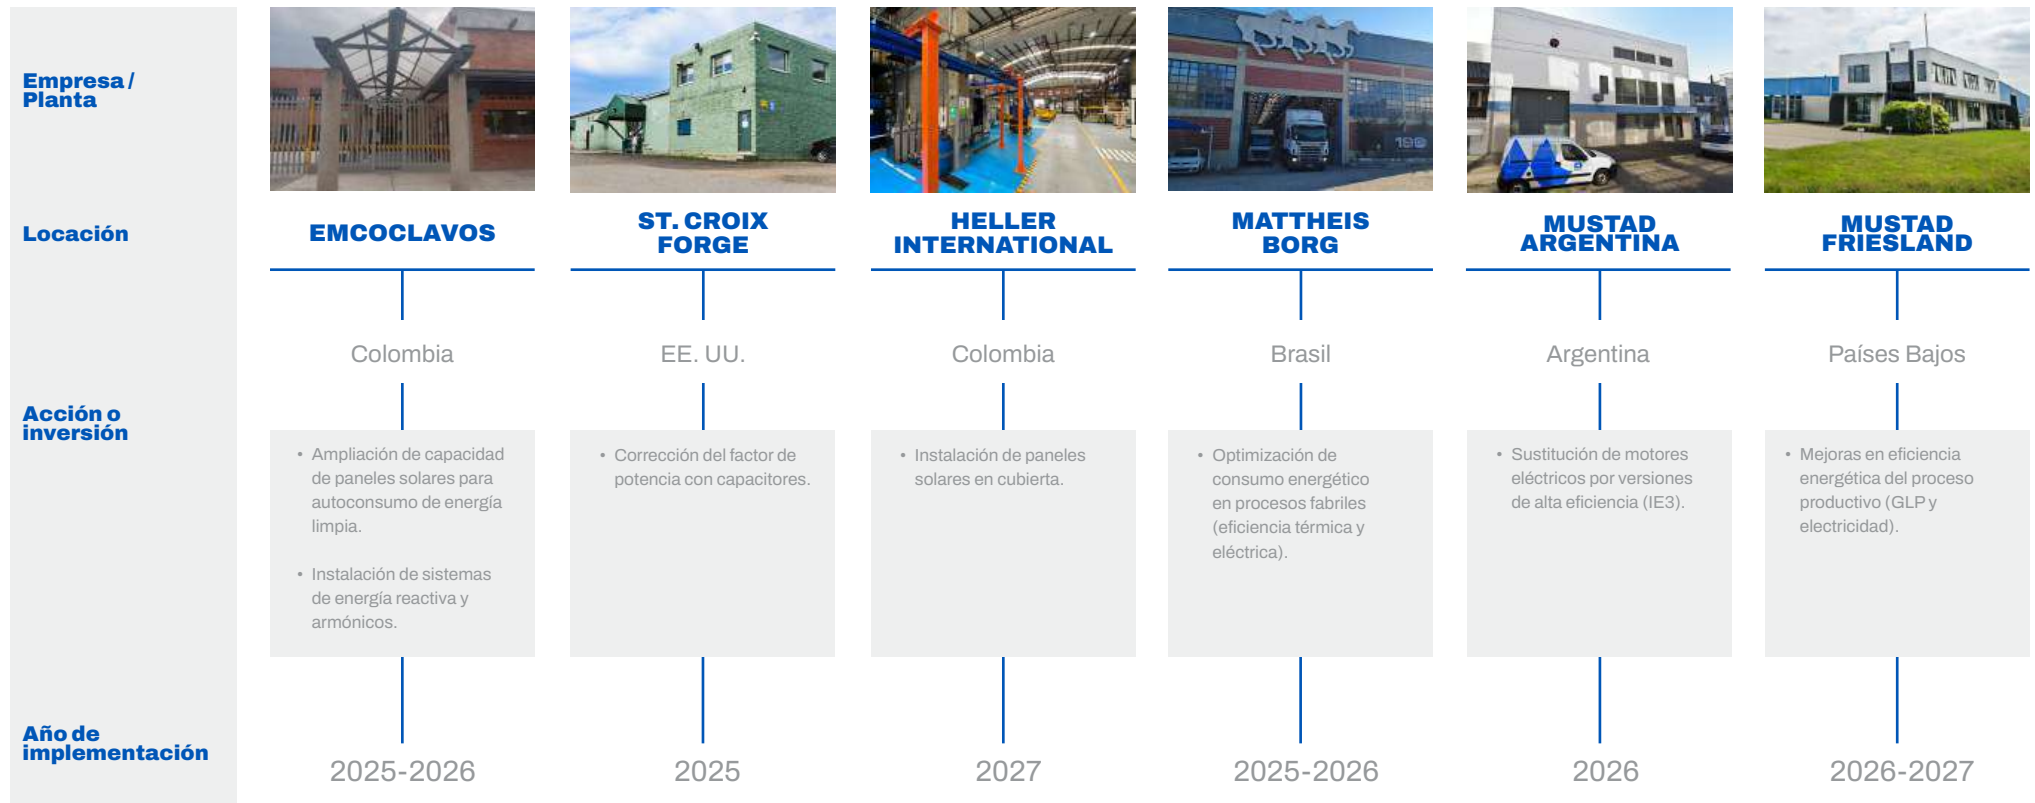 Empresa /
Planta
Locación
EMCOCLAVOS
ST. CROIX
FORGE
HELLER
INTERNATIONAL
MATTHEIS
BORG
MUSTAD
ARGENTINA
MUSTAD
FRIESLAND
Colombia
EE. UU.
Colombia
Brasil
Argentina
Países Bajos
Acción o
inversión
• Ampliación de capacidad
de paneles solares para
autoconsumo de energía
limpia.
• Instalación de sistemas
de energía reactiva y
armónicos.
• Corrección del factor de
potencia con capacitores.
• Instalación de paneles
solares en cubierta.
• Optimización de
consumo energético
en procesos fabriles
(eficiencia térmica y
eléctrica).
• Sustitución de motores
eléctricos por versiones
de alta eficiencia (IE3).
• Mejoras en eficiencia
energética del proceso
productivo (GLP y
electricidad).
Año de
implementación
2025-2026
2025
2027
2025-2026
2026
2026-2027